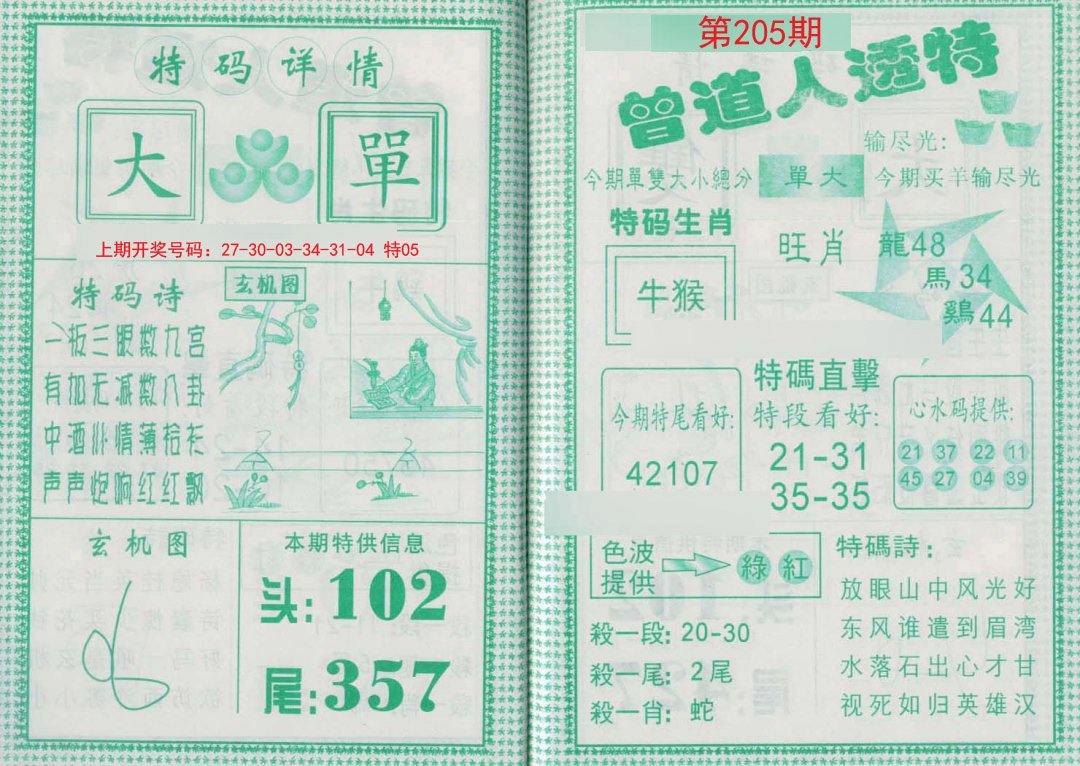 特码详情
大 單
上期开奖号码：27-30-03-34-31-04 特05
特码诗
一板三眼数九宫
有加无减数八卦
中酒外情薄拾衫
声声炮响红红飘
玄机图
玄机图
本期特供信息
头:102
尾:357
第205期
曾道人透特
输尽光:
今期單雙大小總分 單大 今期买羊输尽光
特码生肖
牛猴
旺肖 龍48
馬34
鷄44
今期特尾看好:
42107
特碼直擊
特段看好:
21-31
35-35
心水码提供:
21 37 22 11
45 27 04 39
色波
提供
綠 紅
殺一段: 20-30
殺一尾: 2尾
殺一肖: 蛇
特碼詩:
放眼山中风光好
东风谁遣到眉湾
水落石出心才甘
视死如归英雄汉